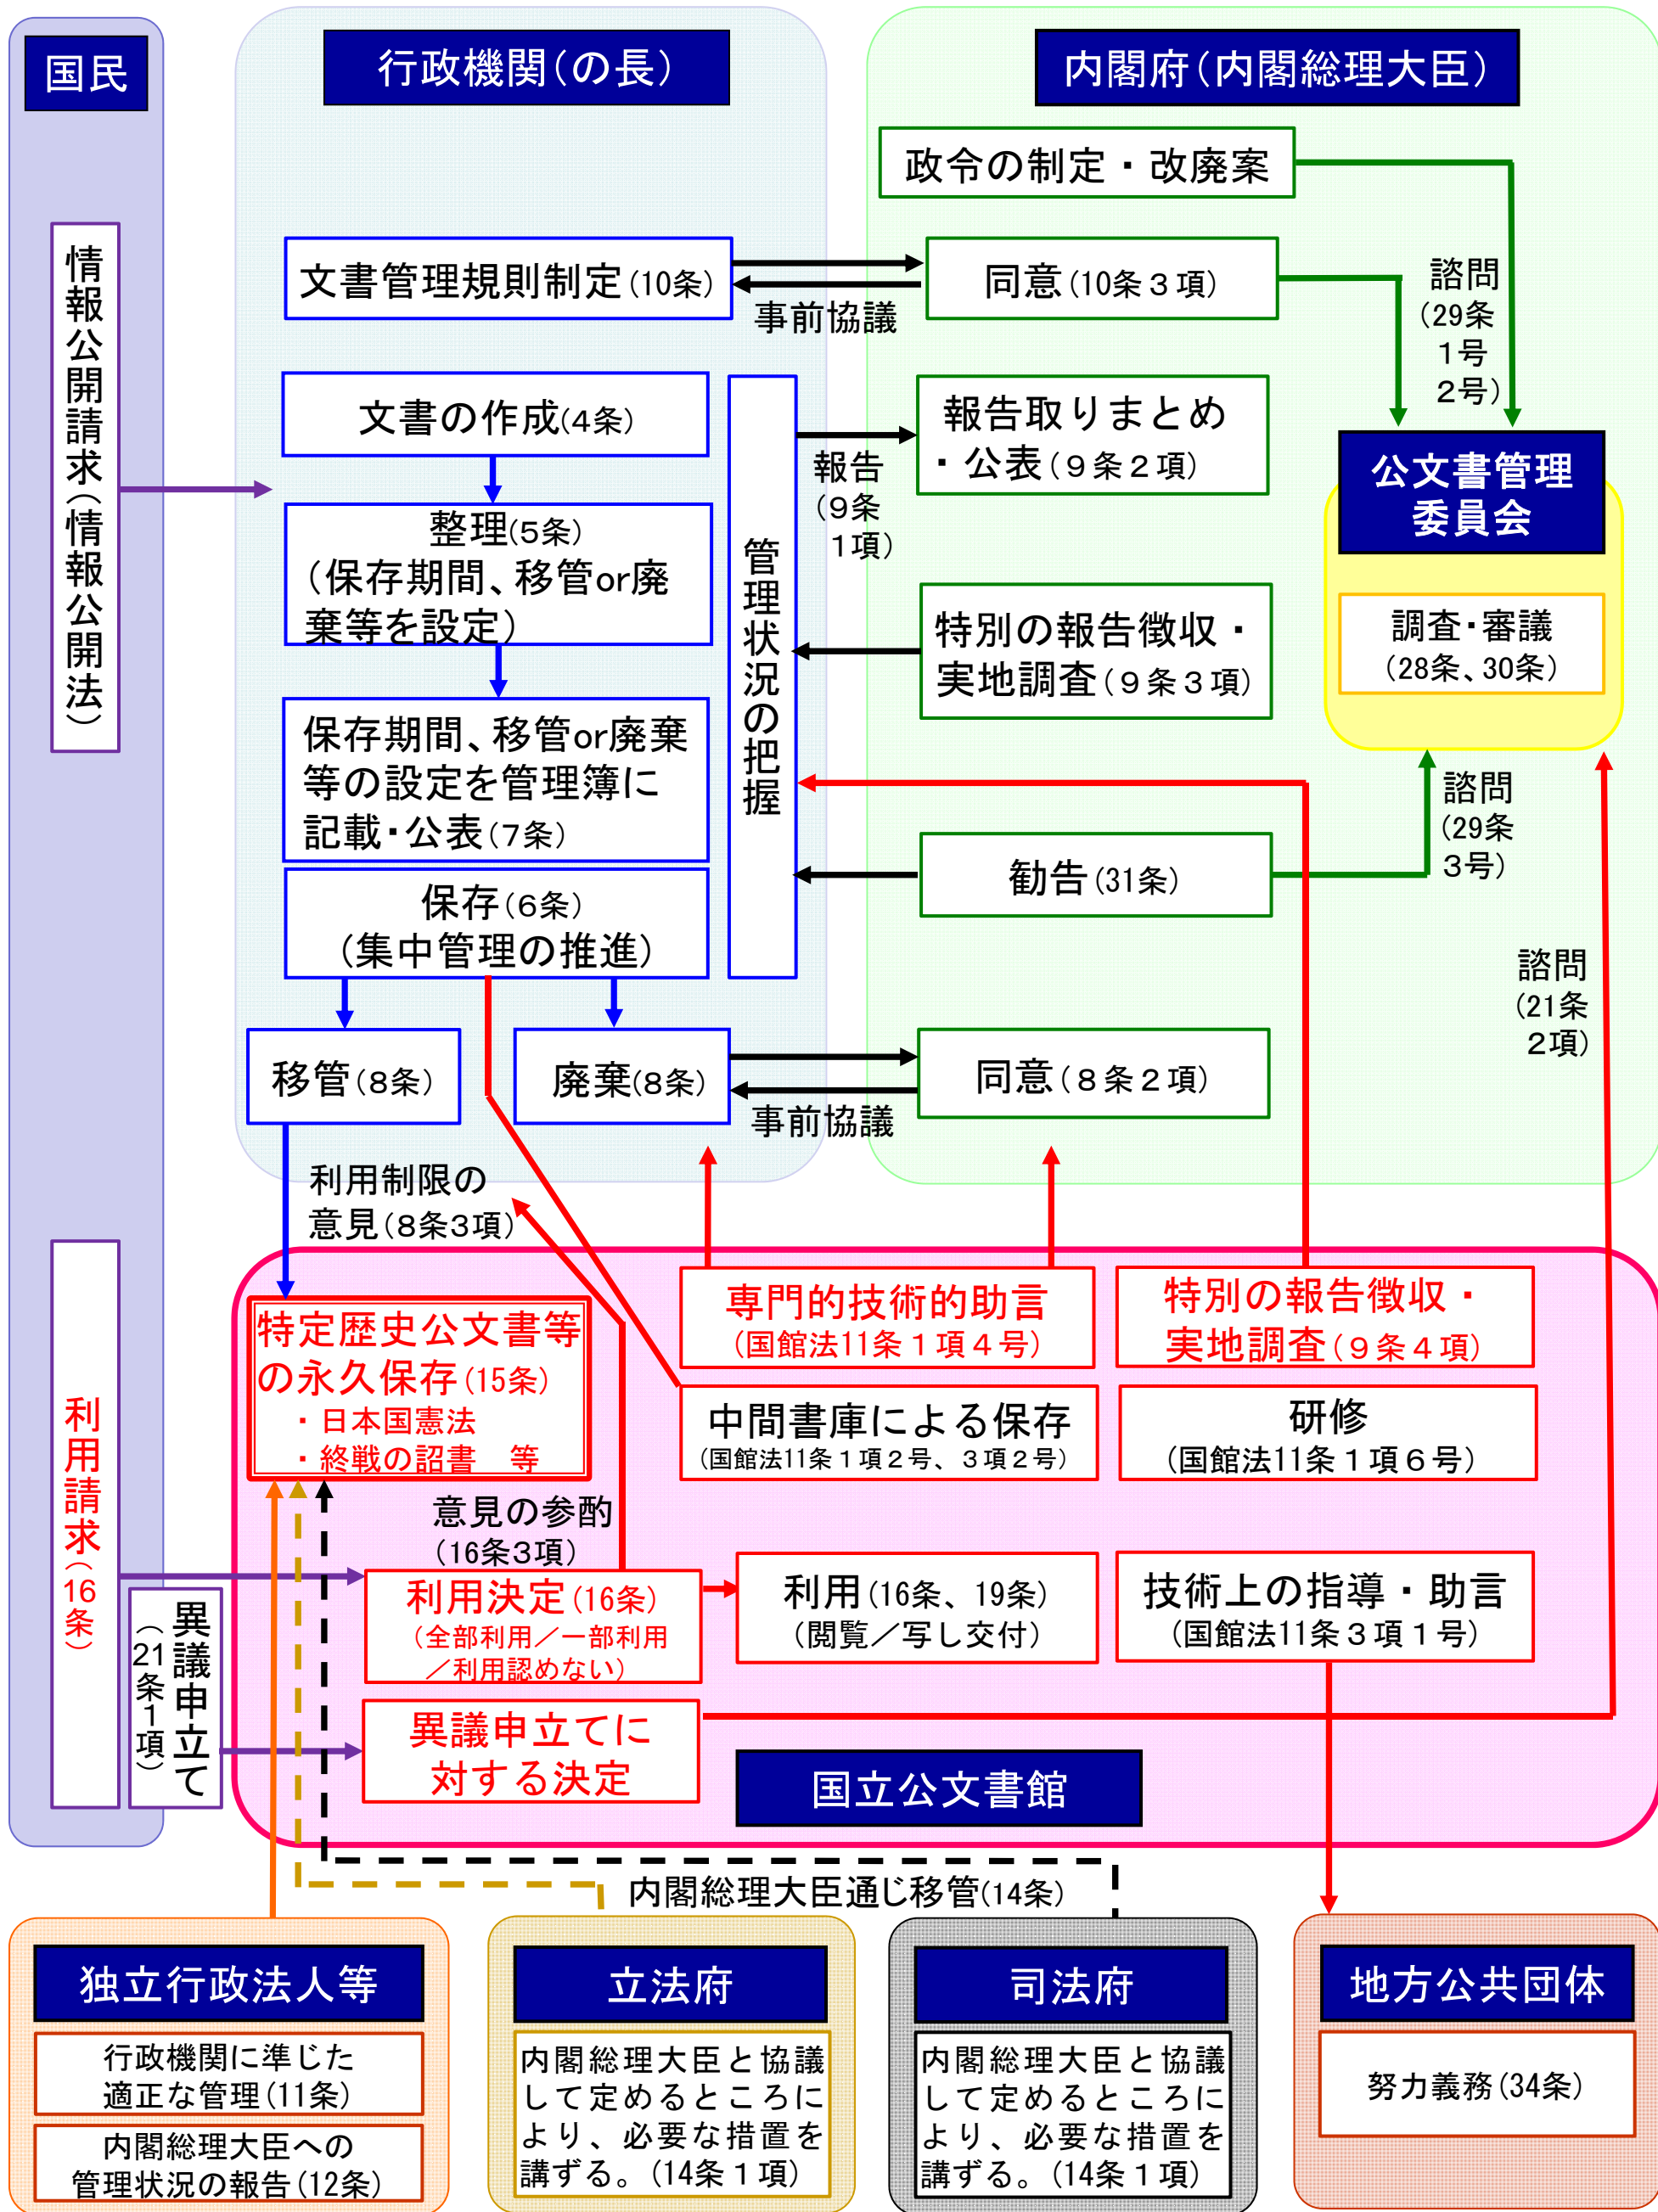 国民
行政機関(の長)
内閣府(内閣総理大臣)
政令の制定・改廃案
情報公開請求(情報公開法)
文書管理規則制定(10条)
事前協議
同意(10条3項)
諮問
(29条
1号
2号)
文書の作成(4条)
整理(5条)
(保存期間、移管or廃
棄等を設定)
保存期間、移管or廃棄
等の設定を管理簿に
記載・公表(7条)
保存(6条)
(集中管理の推進)
管理状況の把握
報告
(9条
1項)
報告取りまとめ
・公表(9条2項)
特別の報告徴収・
実地調査(9条3項)
勧告(31条)
公文書管理
委員会
調査・審議
(28条、30条)
諮問
(29条
3号)
諮問
(21条
2項)
移管(8条)
廃棄(8条)
事前協議
同意(8条2項)
利用制限の
意見(8条3項)
利用請求(16条)
異議申立て
(21条1項)
特定歴史公文書等
の永久保存(15条)
・日本国憲法
・終戦の詔書 等
専門的技術的助言
(国館法11条1項4号)
特別の報告徴収・
実地調査(9条4項)
中間書庫による保存
(国館法11条1項2号、3項2号)
研修
(国館法11条1項6号)
意見の参酌
(16条3項)
利用決定(16条)
(全部利用/一部利用
/利用認めない)
利用(16条、19条)
(閲覧/写し交付)
技術上の指導・助言
(国館法11条3項1号)
異議申立てに
対する決定
国立公文書館
内閣総理大臣通じ移管(14条)
独立行政法人等
行政機関に準じた
適正な管理(11条)
内閣総理大臣への
管理状況の報告(12条)
立法府
内閣総理大臣と協議
して定めるところに
より、必要な措置を
講ずる。(14条1項)
司法府
内閣総理大臣と協議
して定めるところに
より、必要な措置を
講ずる。(14条1項)
地方公共団体
努力義務(34条)